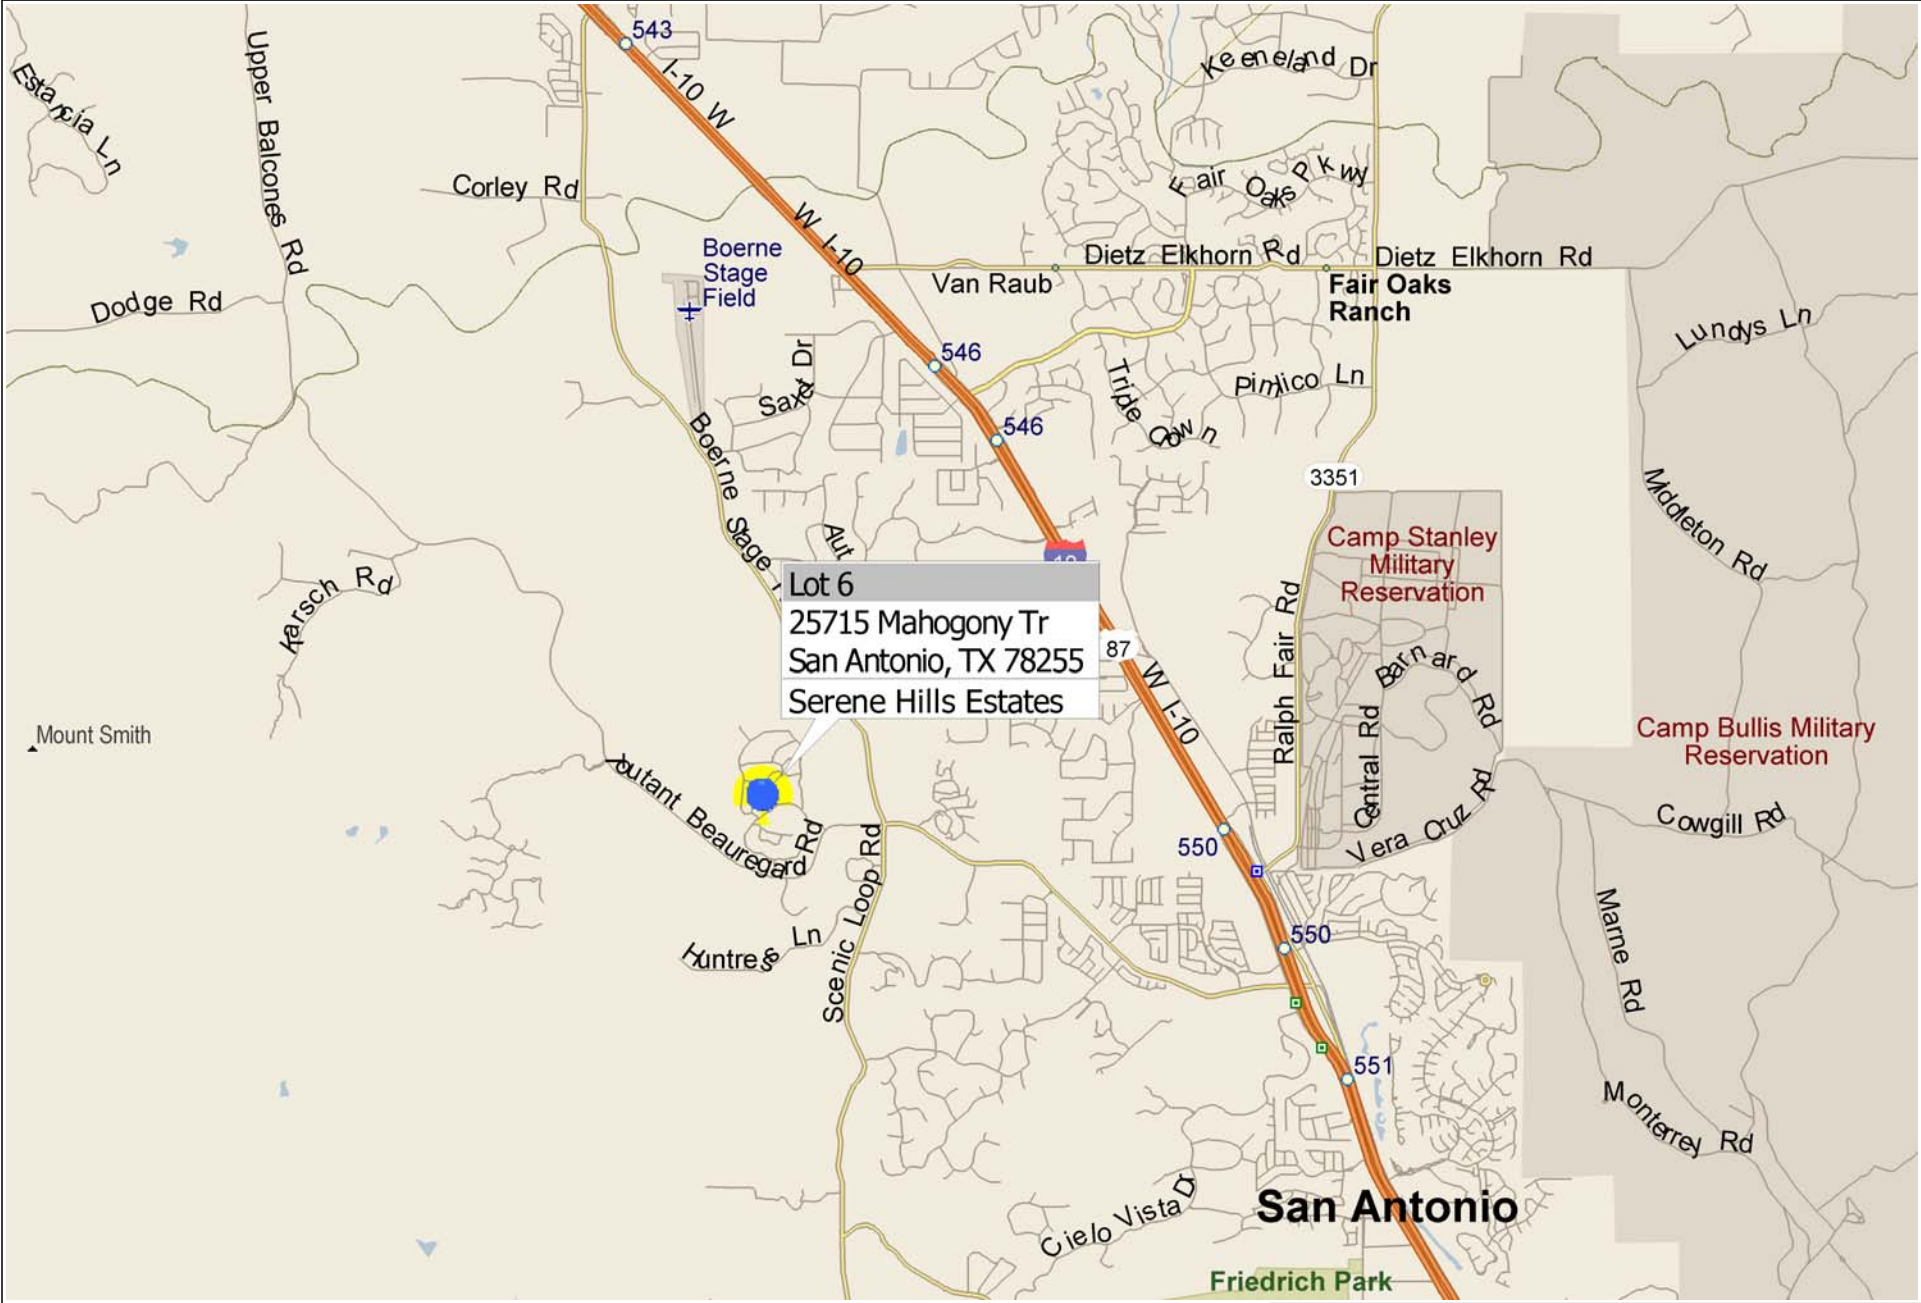 543
I-10 W
Keeneland Dr
Estancia Ln
Upper Balcones Rd
Corley Rd
Fair Oaks Pkwy
W I-10
Boerne
Stage
Field
Dietz Elkhorn Rd
Dietz Elkhorn Rd
Van Raub
Fair Oaks
Ranch
Dodge Rd
Lundys Ln
546
Saxet Dr
Pimlico Ln
Triple Crown
546
Boerne Stage
3351
Middleton Rd
Aut
Camp Stanley
Military
Reservation
Karsch Rd
Lot 6
25715 Mahogony Tr
San Antonio, TX 78255
Serene Hills Estates
87
W I-10
Ralph Fair Rd
Barnard Rd
Central Rd
Mount Smith
Camp Bullis Military
Reservation
Toutant Beauregard Rd
Vera Cruz Rd
Cowgill Rd
550
Scenic Loop Rd
Huntress Ln
550
Marne Rd
551
Monterrey Rd
Cielo Vista Dr
San Antonio
Friedrich Park